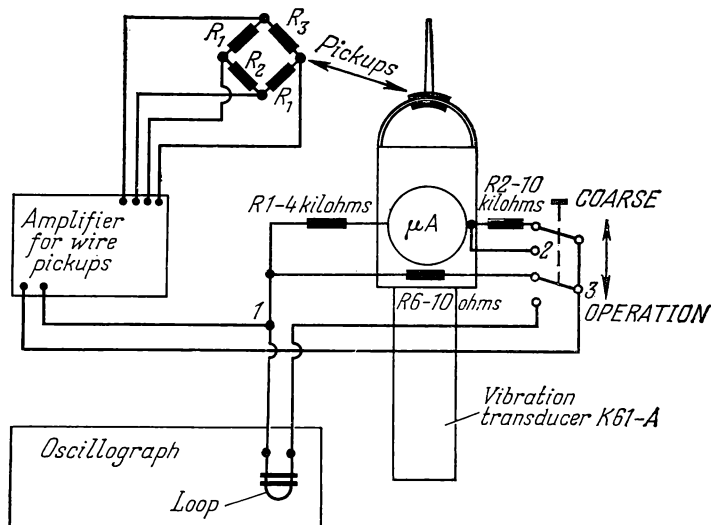 R1
R3
R2
R1
Pickups
Amplifier
for wire
pickups
R1-4 kilohms
μA
R2-10
kilohms
COARSE
2
3
OPERATION
R6-10 ohms
1
Vibration
transducer K61-A
Oscillograph
Loop